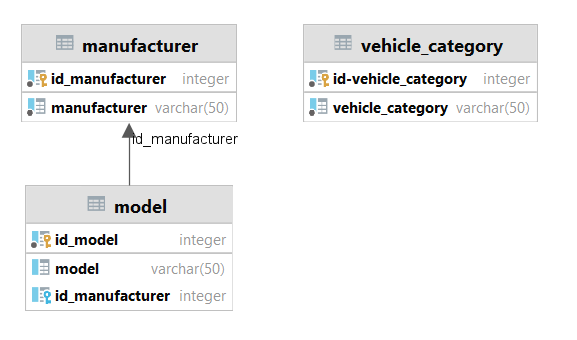 manufacturer
id_manufacturer integer
manufacturer varchar(50)
vehicle_category
id-vehicle_category integer
vehicle_category varchar(50)
id_manufacturer
model
id_model integer
model varchar(50)
id_manufacturer integer